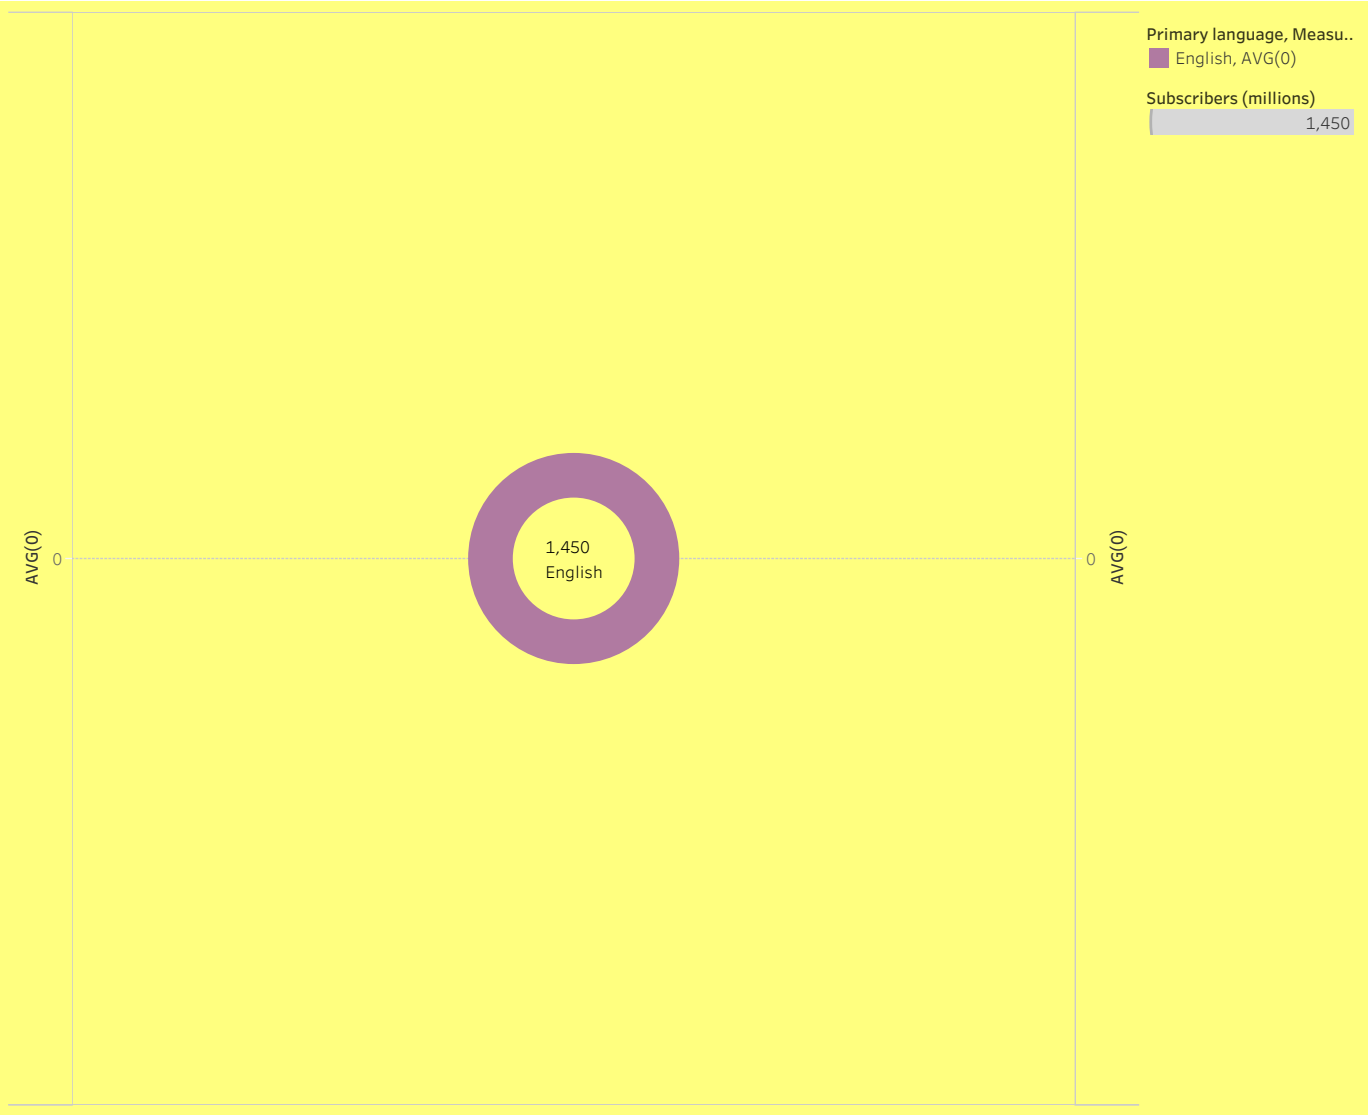 Primary language, Measu..
English, AVG(0)
Subscribers (millions)
1,450
AVG(0)
0
1,450
English
0
AVG(0)